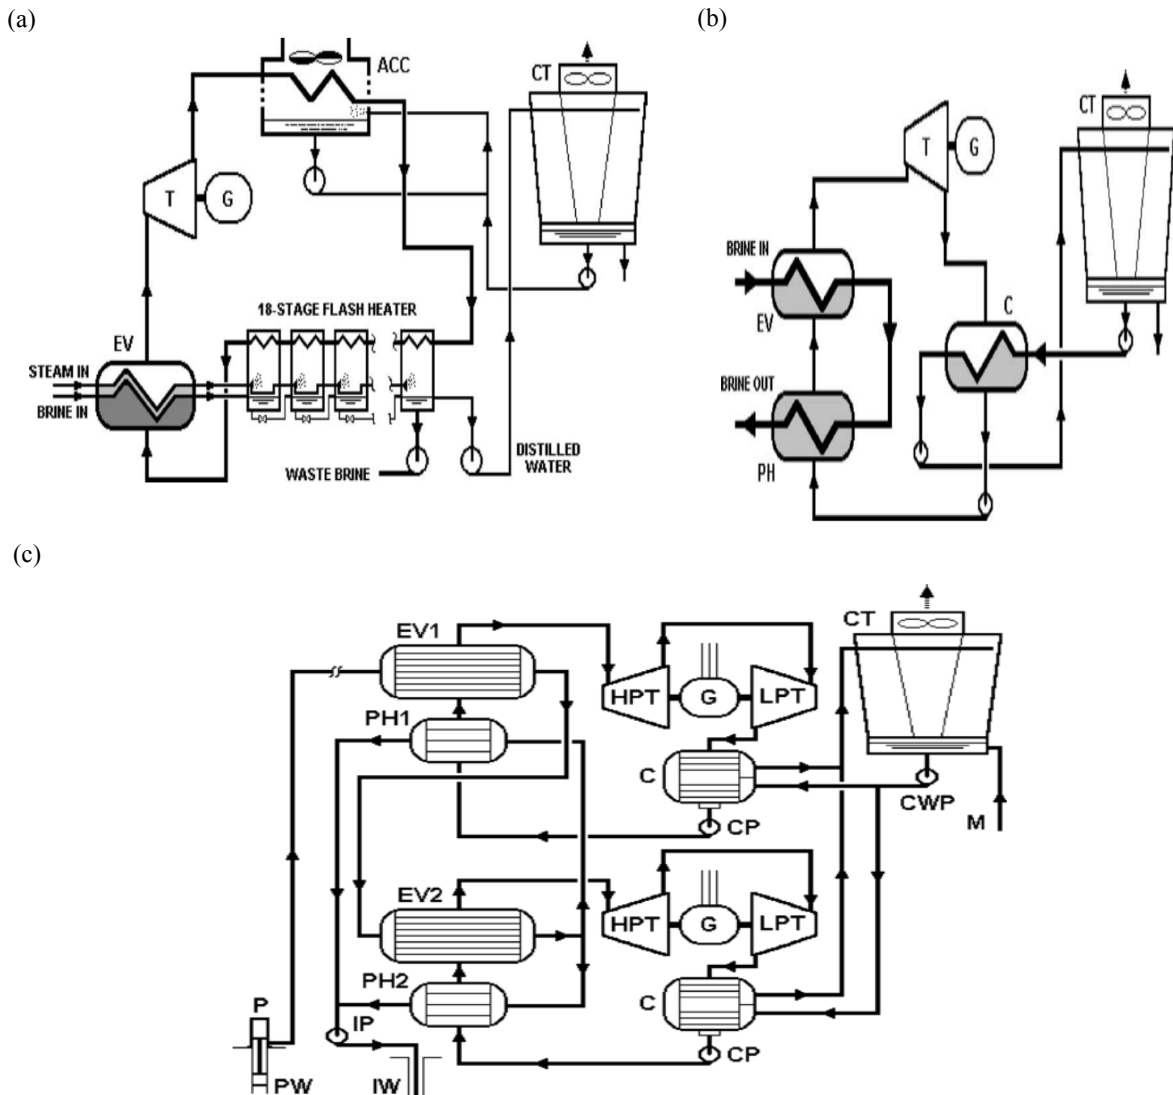 (a)
ACC
CT
T
G
18-STAGE FLASH HEATER
EV
STEAM IN
BRINE IN
WASTE BRINE
DISTILLED
WATER
(b)
CT
T
G
BRINE IN
EV
C
BRINE OUT
PH
(c)
CT
EV1
HPT
G
LPT
PH1
C
CWP
CP
M
EV2
HPT
G
LPT
PH2
C
P
IP
CP
PW
IW